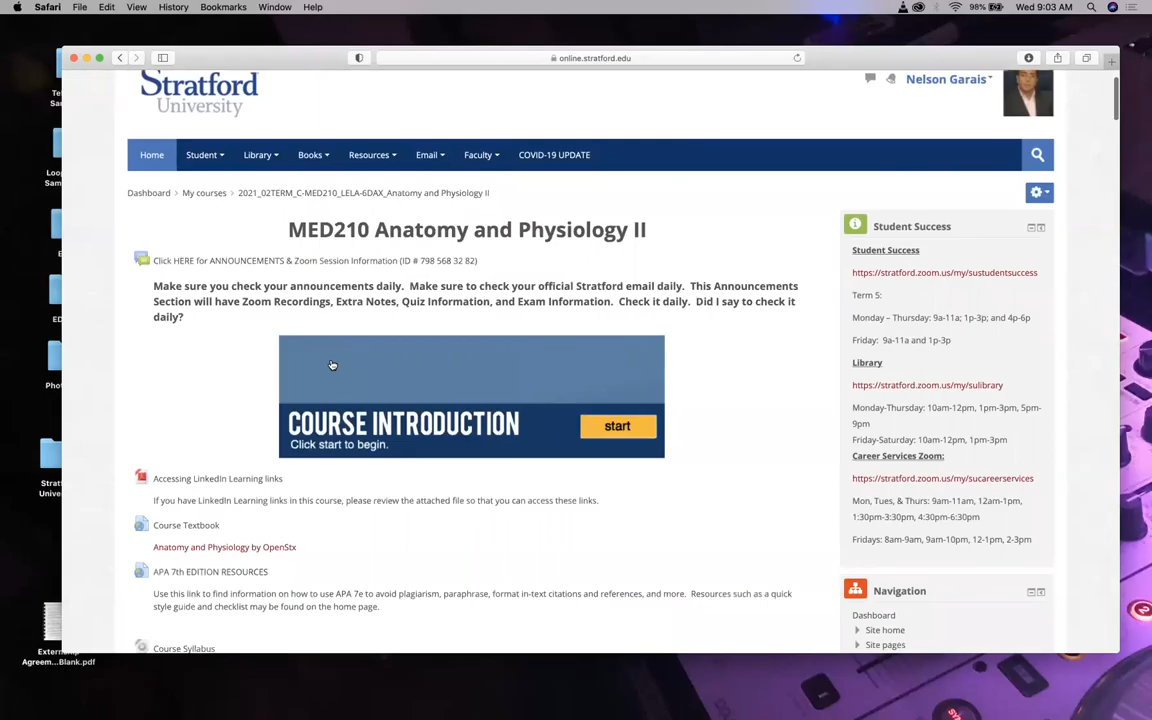 Safari File Edit View History Bookmarks Window Help 98% Wed 9:03 AM
online.stratford.edu
Stratford
University
Nelson Garais
Home Student Library Books Resources Email Faculty COVID-19 UPDATE
Dashboard My courses 2021_02TERM_C-MED210_LELA-6DAX_Anatomy and Physiology II
MED210 Anatomy and Physiology II
Click HERE for ANNOUNCEMENTS & Zoom Session Information (ID # 798 568 32 82)
Make sure you check your announcements daily. Make sure to check your official Stratford email daily. This Announcements
Section will have Zoom Recordings, Extra Notes, Quiz Information, and Exam Information. Check it daily. Did I say to check it
daily?
COURSE INTRODUCTION
start
Click start to begin.
Accessing LinkedIn Learning links
If you have LinkedIn Learning links in this course, please review the attached file so that you can access these links.
Course Textbook
Anatomy and Physiology by OpenStx
APA 7th EDITION RESOURCES
Use this link to find information on how to use APA 7e to avoid plagiarism, paraphrase, format in-text citations and references, and more. Resources such as a quick
style guide and checklist may be found on the home page.
Course Syllabus
Student Success
Student Success
https://stratford.zoom.us/my/sustudentsuccess
Term 5:
Monday – Thursday: 9a-11a; 1p-3p; and 4p-6p
Friday: 9a-11a and 1p-3p
Library
https://stratford.zoom.us/my/sulibrary
Monday-Thursday: 10am-12pm, 1pm-3pm, 5pm-
9pm
Friday-Saturday: 10am-12pm, 1pm-3pm
Career Services Zoom:
https://stratford.zoom.us/my/sucareerservices
Mon, Tues, & Thurs: 9am-11am, 12am-1pm,
1:30pm-3:30pm, 4:30pm-6:30pm
Fridays: 8am-9am, 9am-10pm, 12-1pm, 2-3pm
Navigation
Dashboard
Site home
Site pages
Agreem...Blank.pdf